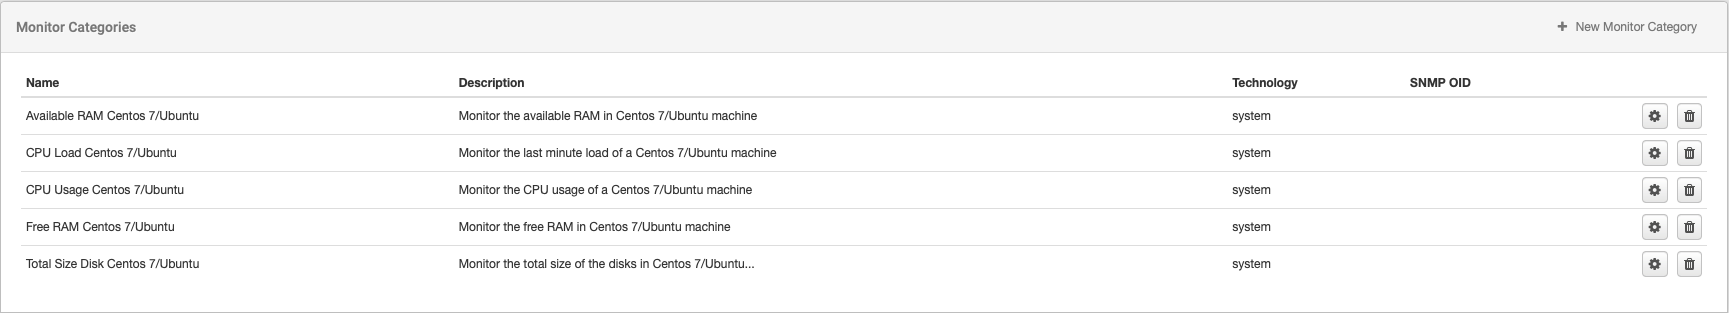 Monitor Categories
+ New Monitor Category
Name Description Technology SNMP OID
Available RAM Centos 7/Ubuntu Monitor the available RAM in Centos 7/Ubuntu machine system
CPU Load Centos 7/Ubuntu Monitor the last minute load of a Centos 7/Ubuntu machine system
CPU Usage Centos 7/Ubuntu Monitor the CPU usage of a Centos 7/Ubuntu machine system
Free RAM Centos 7/Ubuntu Monitor the free RAM in Centos 7/Ubuntu machine system
Total Size Disk Centos 7/Ubuntu Monitor the total size of the disks in Centos 7/Ubuntu... system